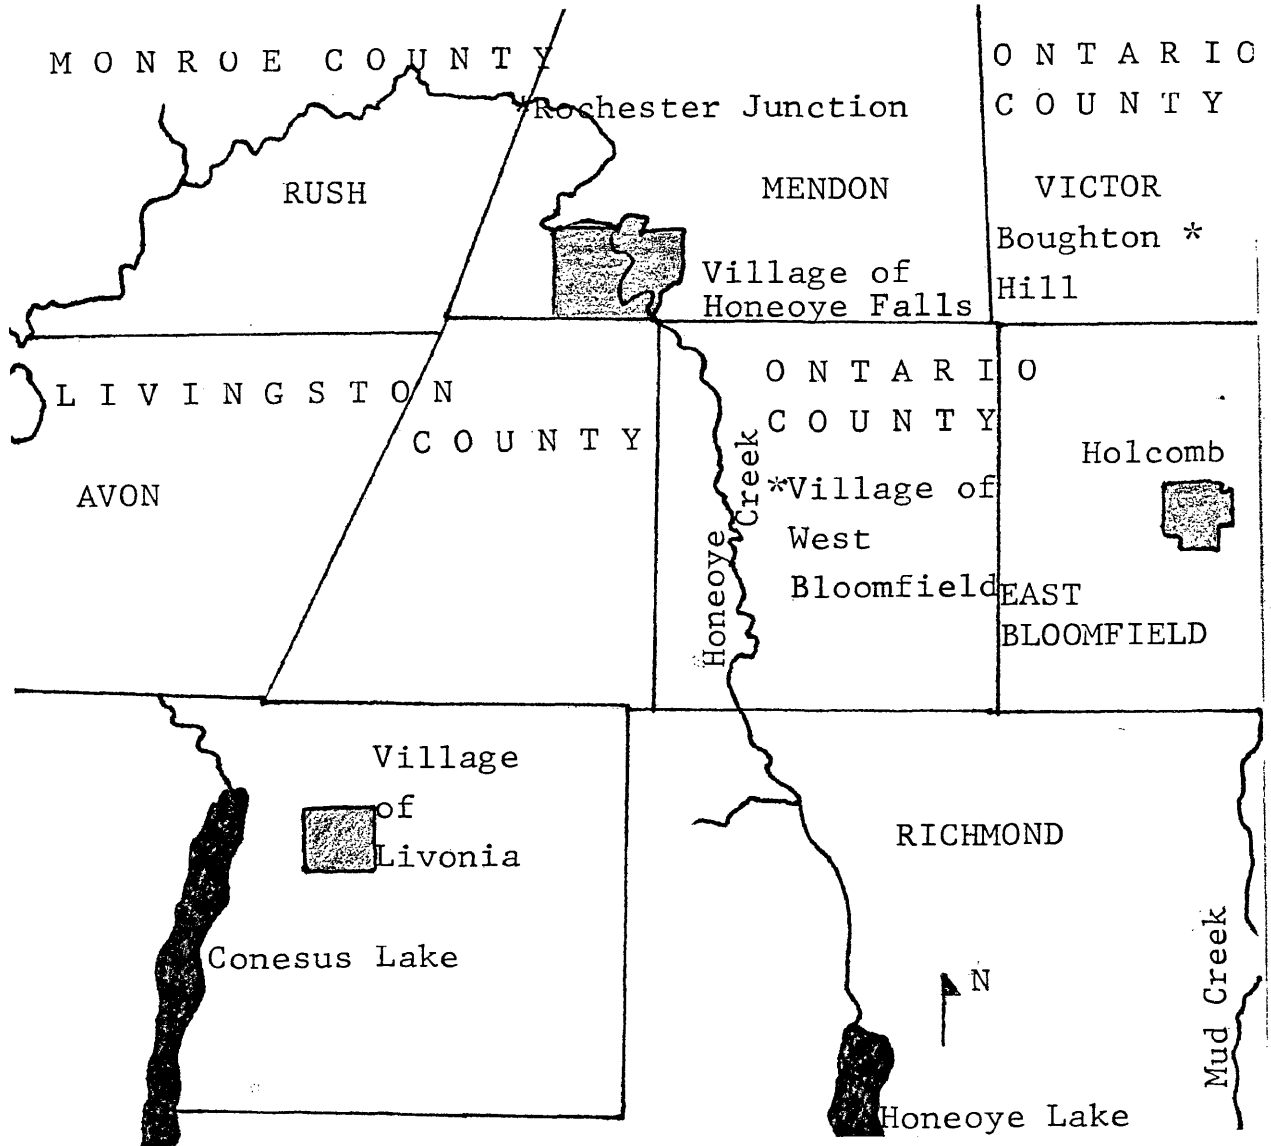 MONROE COUNTY
ONTARIO
COUNTY
*Rochester Junction
RUSH
MENDON
VICTOR
Boughton *
Hill
Village of
Honeoye Falls
LIVINGSTON
COUNTY
ONTARIO
COUNTY
AVON
Holcomb
*Village of
West
Bloomfield
Honeoye Creek
EAST
BLOOMFIELD
Village
of
Livonia
RICHMOND
Conesus Lake
N
Mud Creek
Honeoye Lake